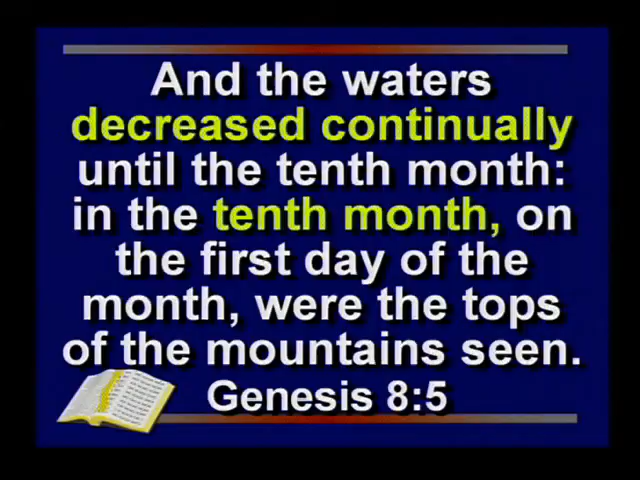 And the waters
decreased continually
until the tenth month:
in the tenth month, on
the first day of the
month, were the tops
of the mountains seen.
Genesis 8:5